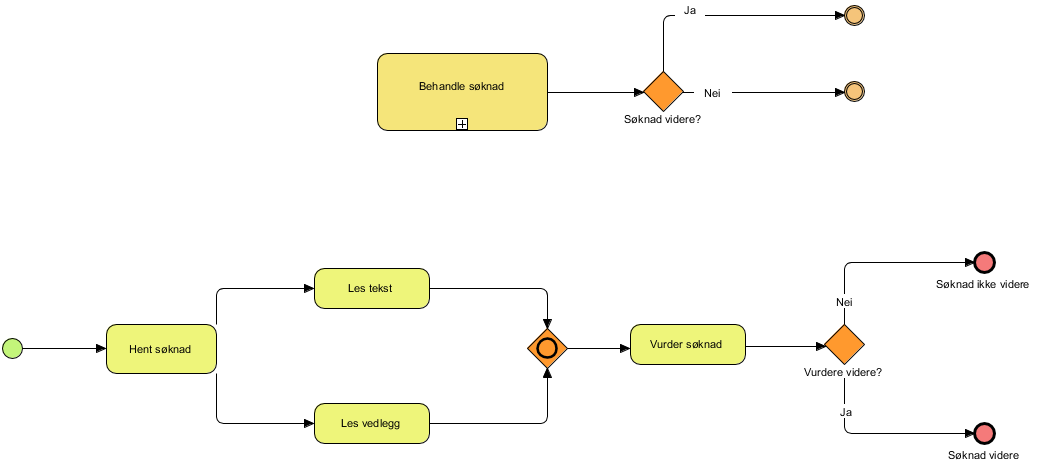 Ja
Behandle søknad
Nei
Søknad videre?
Søknad ikke videre
Les tekst
Nei
Hent søknad
Vurder søknad
Vurdere videre?
Les vedlegg
Ja
Søknad videre